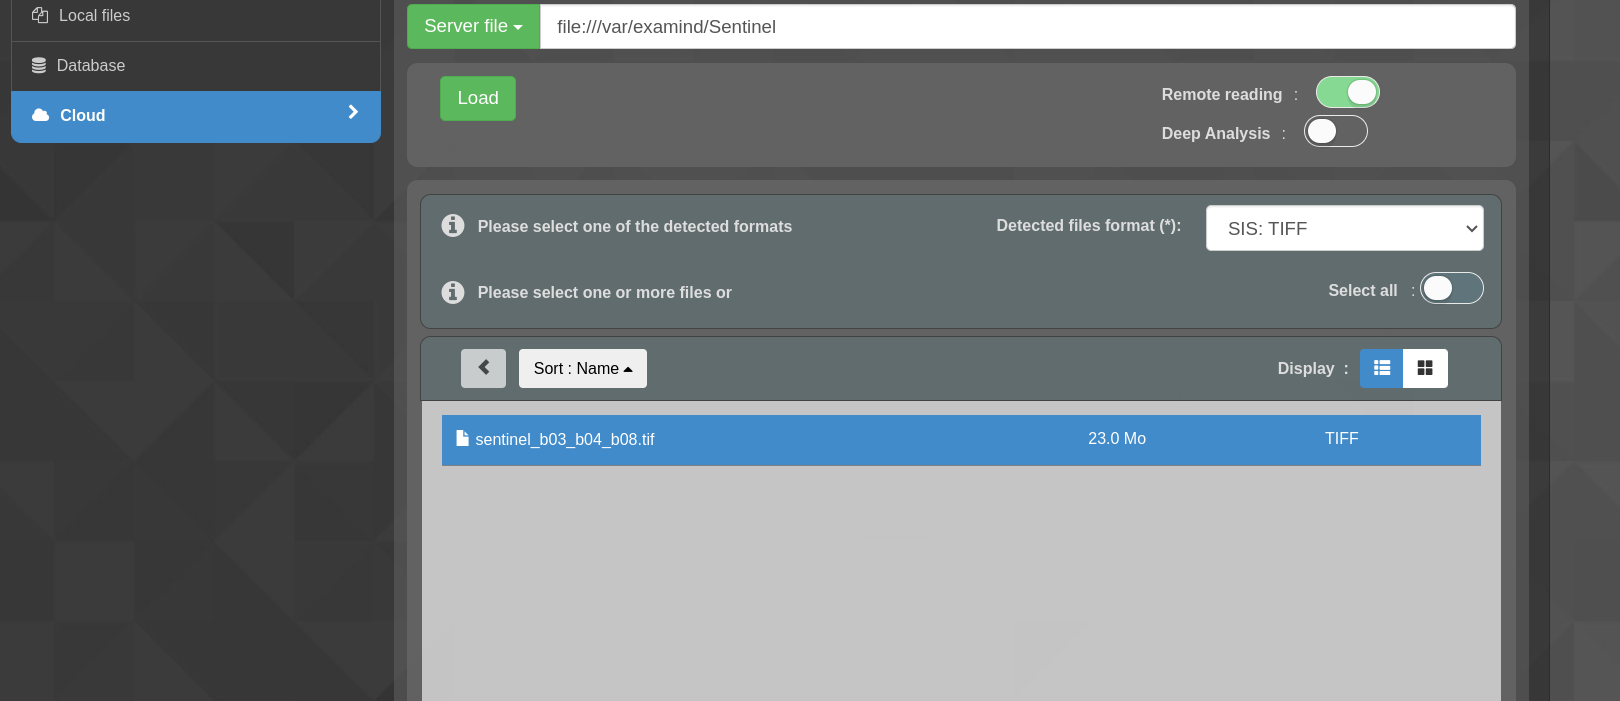 Local files
Server file
file:///var/examind/Sentinel
Database
Load
Remote reading :
Cloud
Deep Analysis :
Please select one of the detected formats
Detected files format (*):
SIS: TIFF
Please select one or more files or
Select all :
Sort : Name
Display :
sentinel_b03_b04_b08.tif
23.0 Mo
TIFF